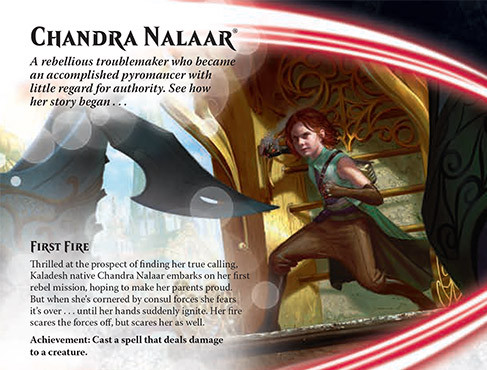 CHANDRA NALAAR®
A rebellious troublemaker who became
an accomplished pyromancer with
little regard for authority. See how
her story began . . .
FIRST FIRE
Thrilled at the prospect of finding her true calling,
Kaladesh native Chandra Nalaar embarks on her first
rebel mission, hoping to make her parents proud.
But when she's cornered by consul forces she fears
it's over . . . until her hands suddenly ignite. Her fire
scares the forces off, but scares her as well.
Achievement: Cast a spell that deals damage
to a creature.